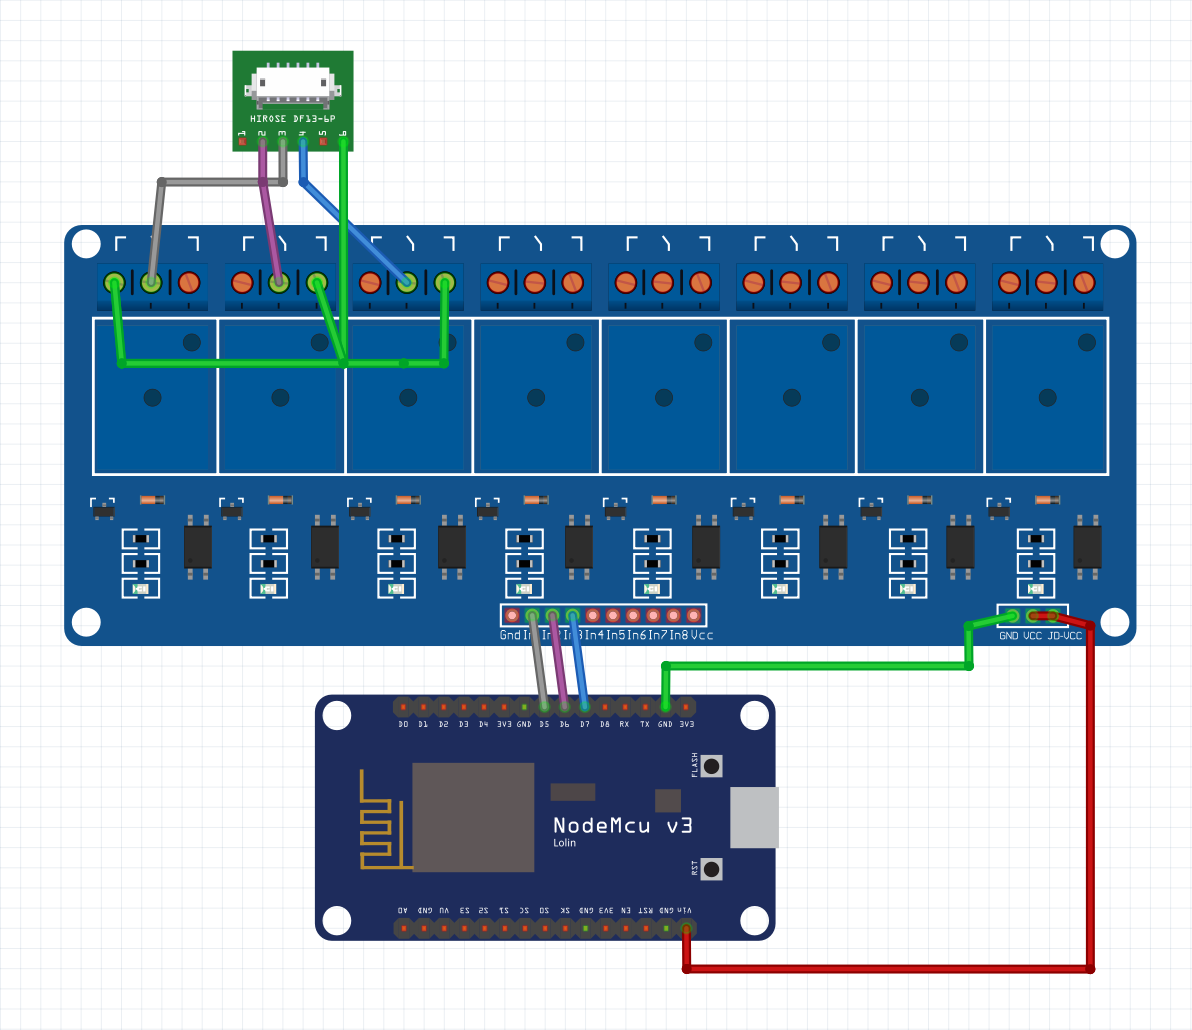 HIROSE DF13-6P
1 2 3 4 5 6
Gnd In1 In2 In3 In4 In5 In6 In7 In8 Vcc
GND VCC JD-VCC
D0 D1 D2 D3 D4 3V3 GND D5 D6 D7 D8 RX TX GND 3V3
FLASH
NodeMcu v3
Lolin
RST
A0 GND VU S3 S2 S1 SC S0 SK GND 3V3 EN RST GND Vin